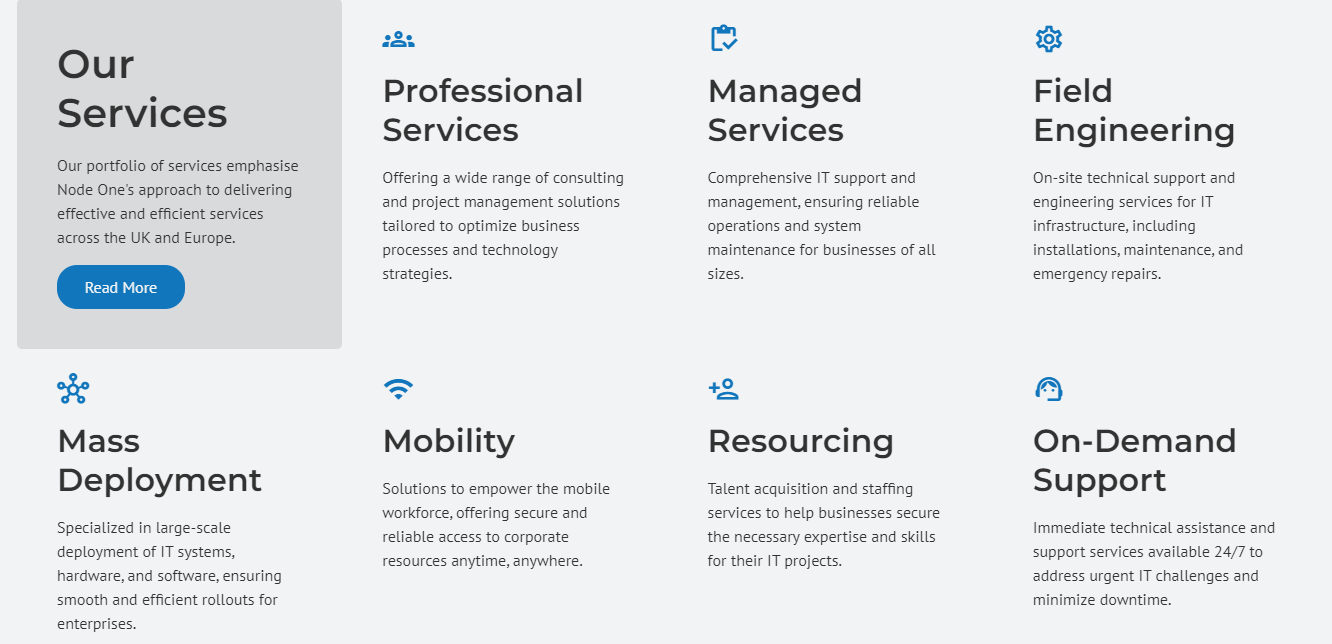 Our
Services
Our portfolio of services emphasise
Node One's approach to delivering
effective and efficient services
across the UK and Europe.
Read More
Professional
Services
Offering a wide range of consulting
and project management solutions
tailored to optimize business
processes and technology
strategies.
Managed
Services
Comprehensive IT support and
management, ensuring reliable
operations and system
maintenance for businesses of all
sizes.
Field
Engineering
On-site technical support and
engineering services for IT
infrastructure, including
installations, maintenance, and
emergency repairs.
Mass
Deployment
Specialized in large-scale
deployment of IT systems,
hardware, and software, ensuring
smooth and efficient rollouts for
enterprises.
Mobility
Solutions to empower the mobile
workforce, offering secure and
reliable access to corporate
resources anytime, anywhere.
Resourcing
Talent acquisition and staffing
services to help businesses secure
the necessary expertise and skills
for their IT projects.
On-Demand
Support
Immediate technical assistance and
support services available 24/7 to
address urgent IT challenges and
minimize downtime.